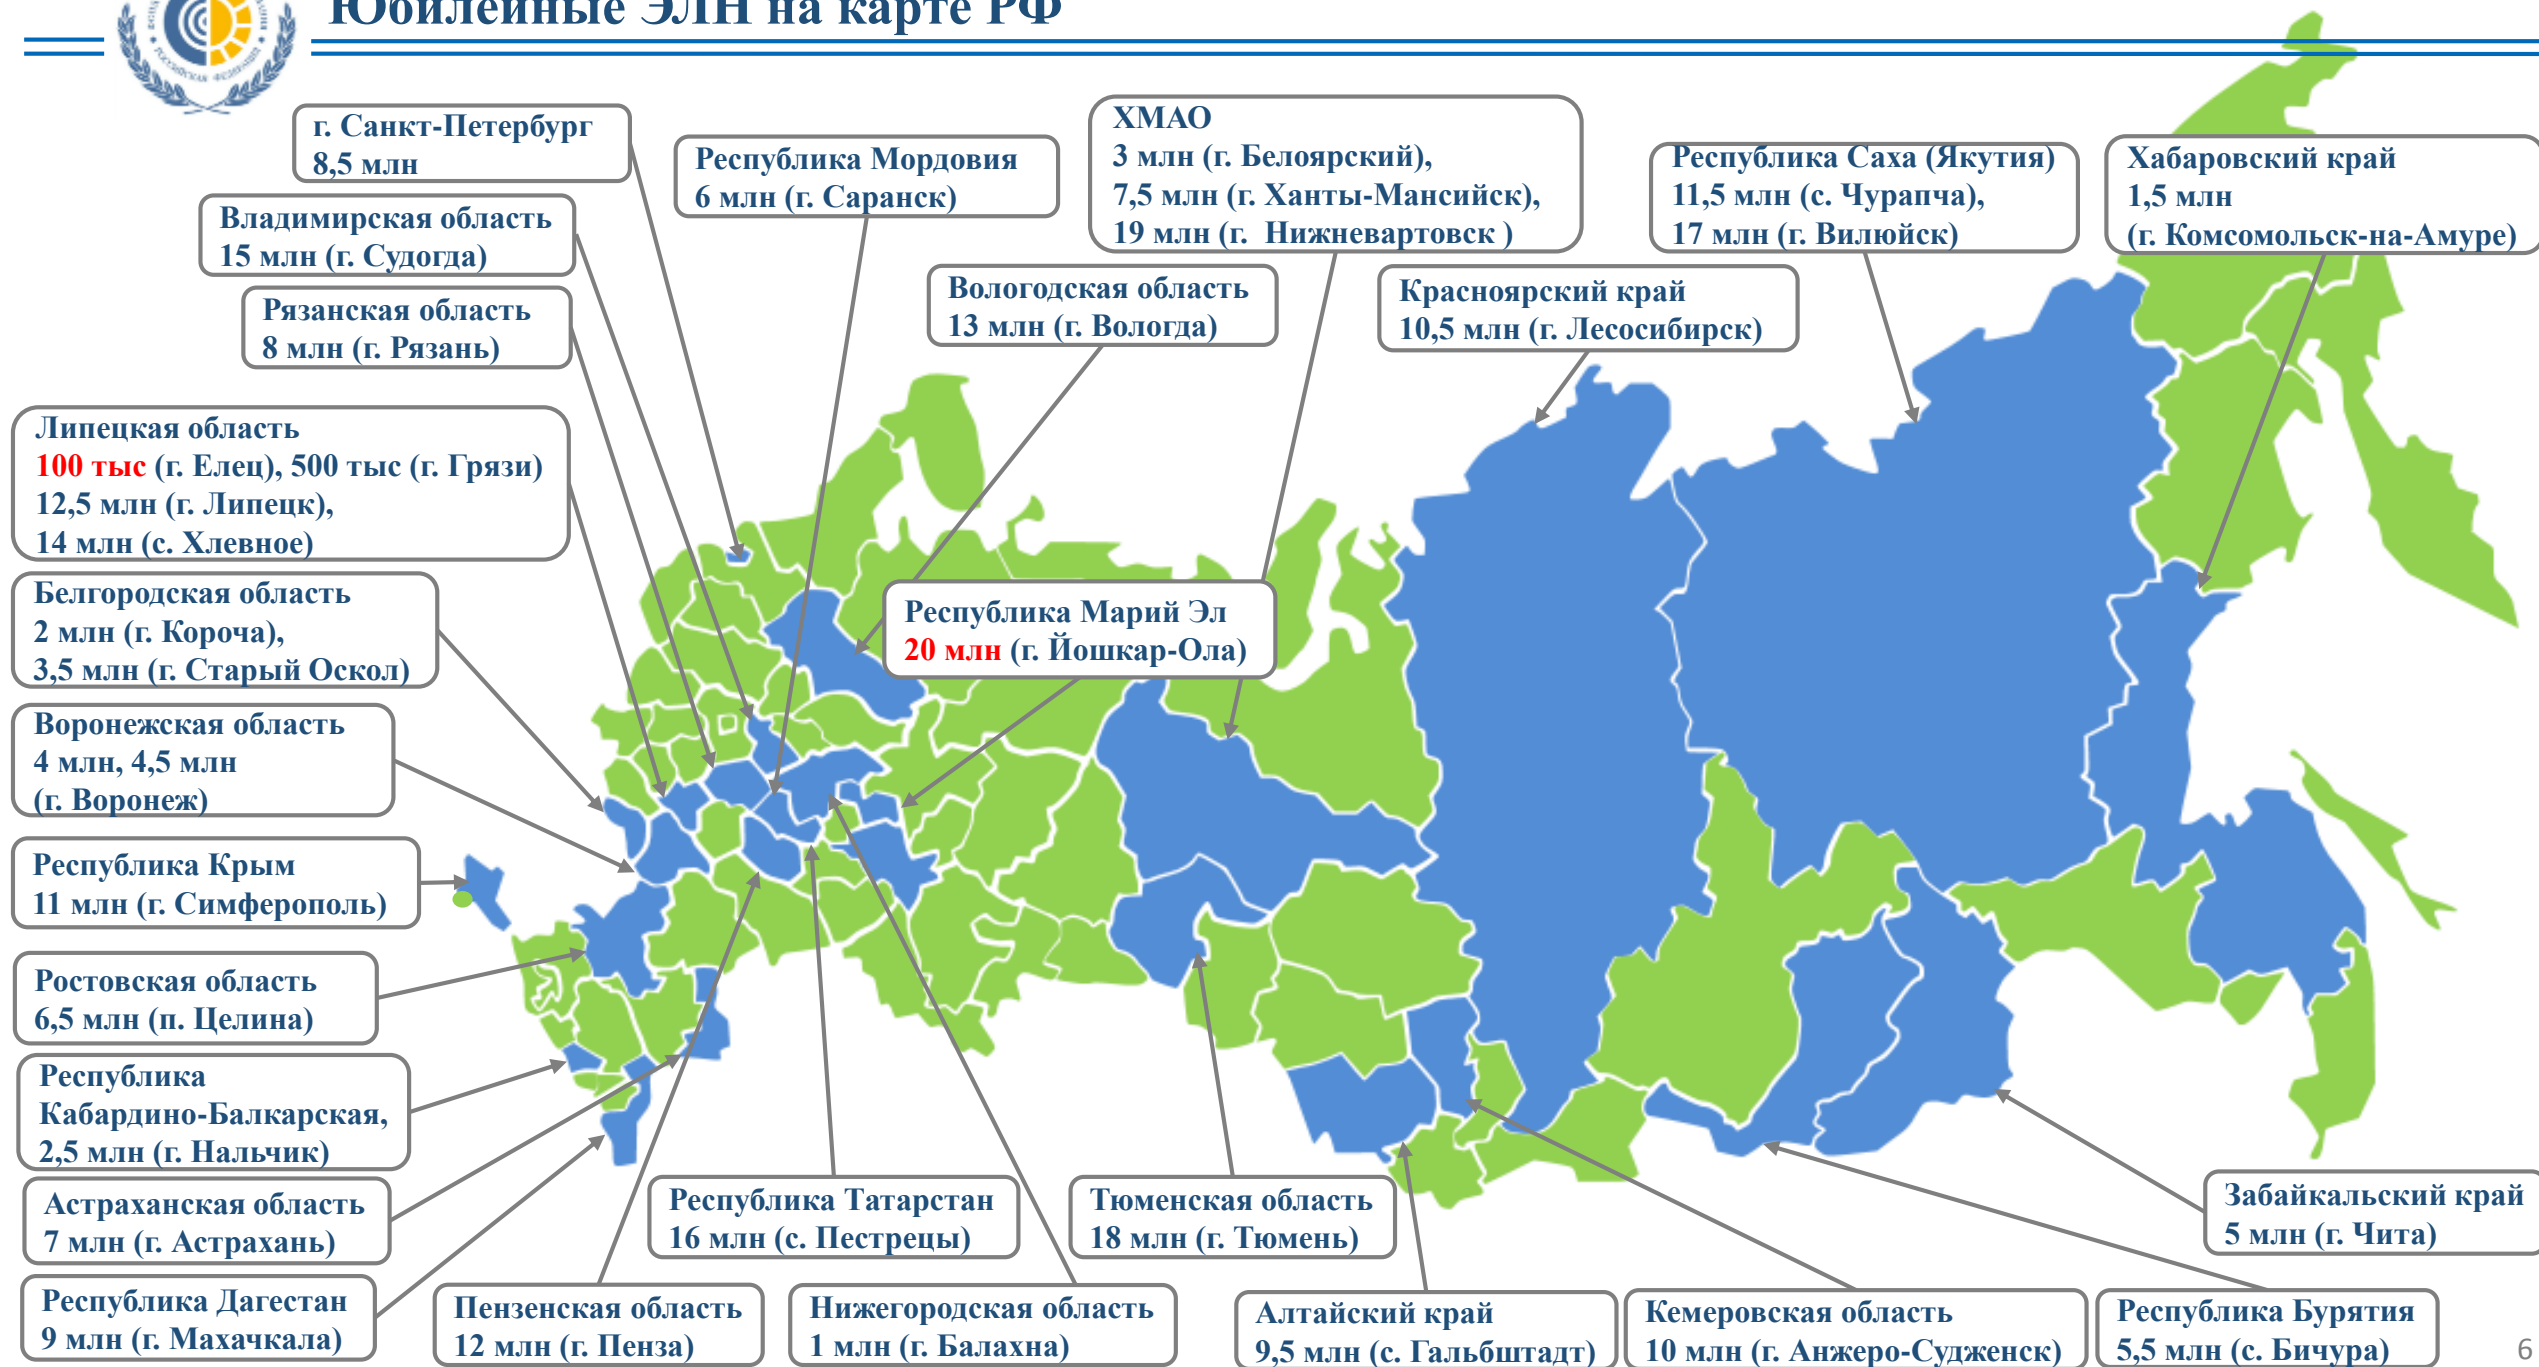 Юбилейные ЭЛН на карте РФ
РОССИЙСКАЯ ФЕДЕРАЦИЯ
г. Санкт-Петербург
8,5 млн
Республика Мордовия
6 млн (г. Саранск)
ХМАО
3 млн (г. Белоярский),
7,5 млн (г. Ханты-Мансийск),
19 млн (г. Нижневартовск )
Республика Саха (Якутия)
11,5 млн (с. Чурапча),
17 млн (г. Вилюйск)
Хабаровский край
1,5 млн
(г. Комсомольск-на-Амуре)
Владимирская область
15 млн (г. Судогда)
Вологодская область
13 млн (г. Вологда)
Красноярский край
10,5 млн (г. Лесосибирск)
Рязанская область
8 млн (г. Рязань)
Липецкая область
100 тыс (г. Елец), 500 тыс (г. Грязи)
12,5 млн (г. Липецк),
14 млн (с. Хлевное)
Белгородская область
2 млн (г. Короча),
3,5 млн (г. Старый Оскол)
Республика Марий Эл
20 млн (г. Йошкар-Ола)
Воронежская область
4 млн, 4,5 млн
(г. Воронеж)
Республика Крым
11 млн (г. Симферополь)
Ростовская область
6,5 млн (п. Целина)
Республика
Кабардино-Балкарская,
2,5 млн (г. Нальчик)
Астраханская область
7 млн (г. Астрахань)
Республика Татарстан
16 млн (с. Пестрецы)
Тюменская область
18 млн (г. Тюмень)
Забайкальский край
5 млн (г. Чита)
Республика Дагестан
9 млн (г. Махачкала)
Пензенская область
12 млн (г. Пенза)
Нижегородская область
1 млн (г. Балахна)
Алтайский край
9,5 млн (с. Гальбштадт)
Кемеровская область
10 млн (г. Анжеро-Судженск)
Республика Бурятия
5,5 млн (с. Бичура)
6